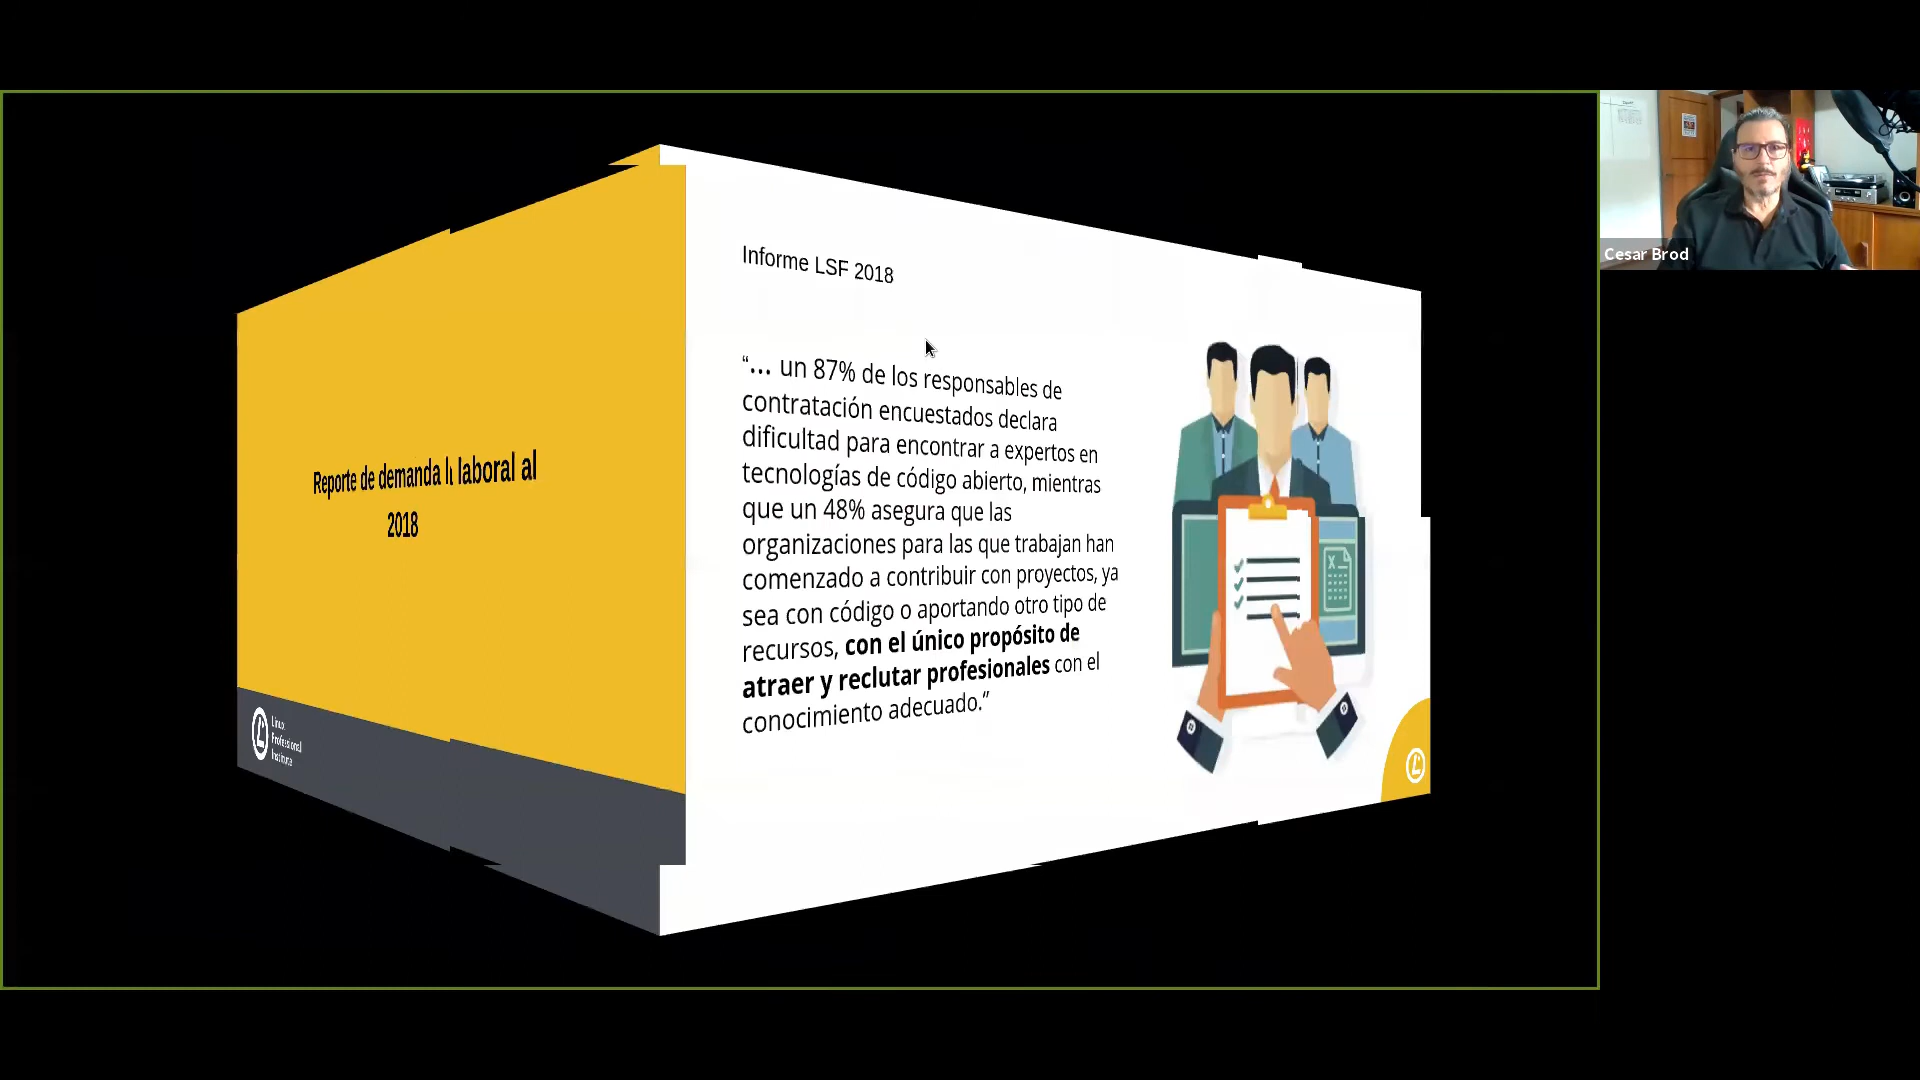 Reporte de demanda laboral al
2018
Linux
Professional
Institute
Informe LSF 2018
“... un 87% de los responsables de
contratación encuestados declara
dificultad para encontrar a expertos en
tecnologías de código abierto, mientras
que un 48% asegura que las
organizaciones para las que trabajan han
comenzado a contribuir con proyectos, ya
sea con código o aportando otro tipo de
recursos, con el único propósito de
atraer y reclutar profesionales con el
conocimiento adecuado.”
Cesar Brod